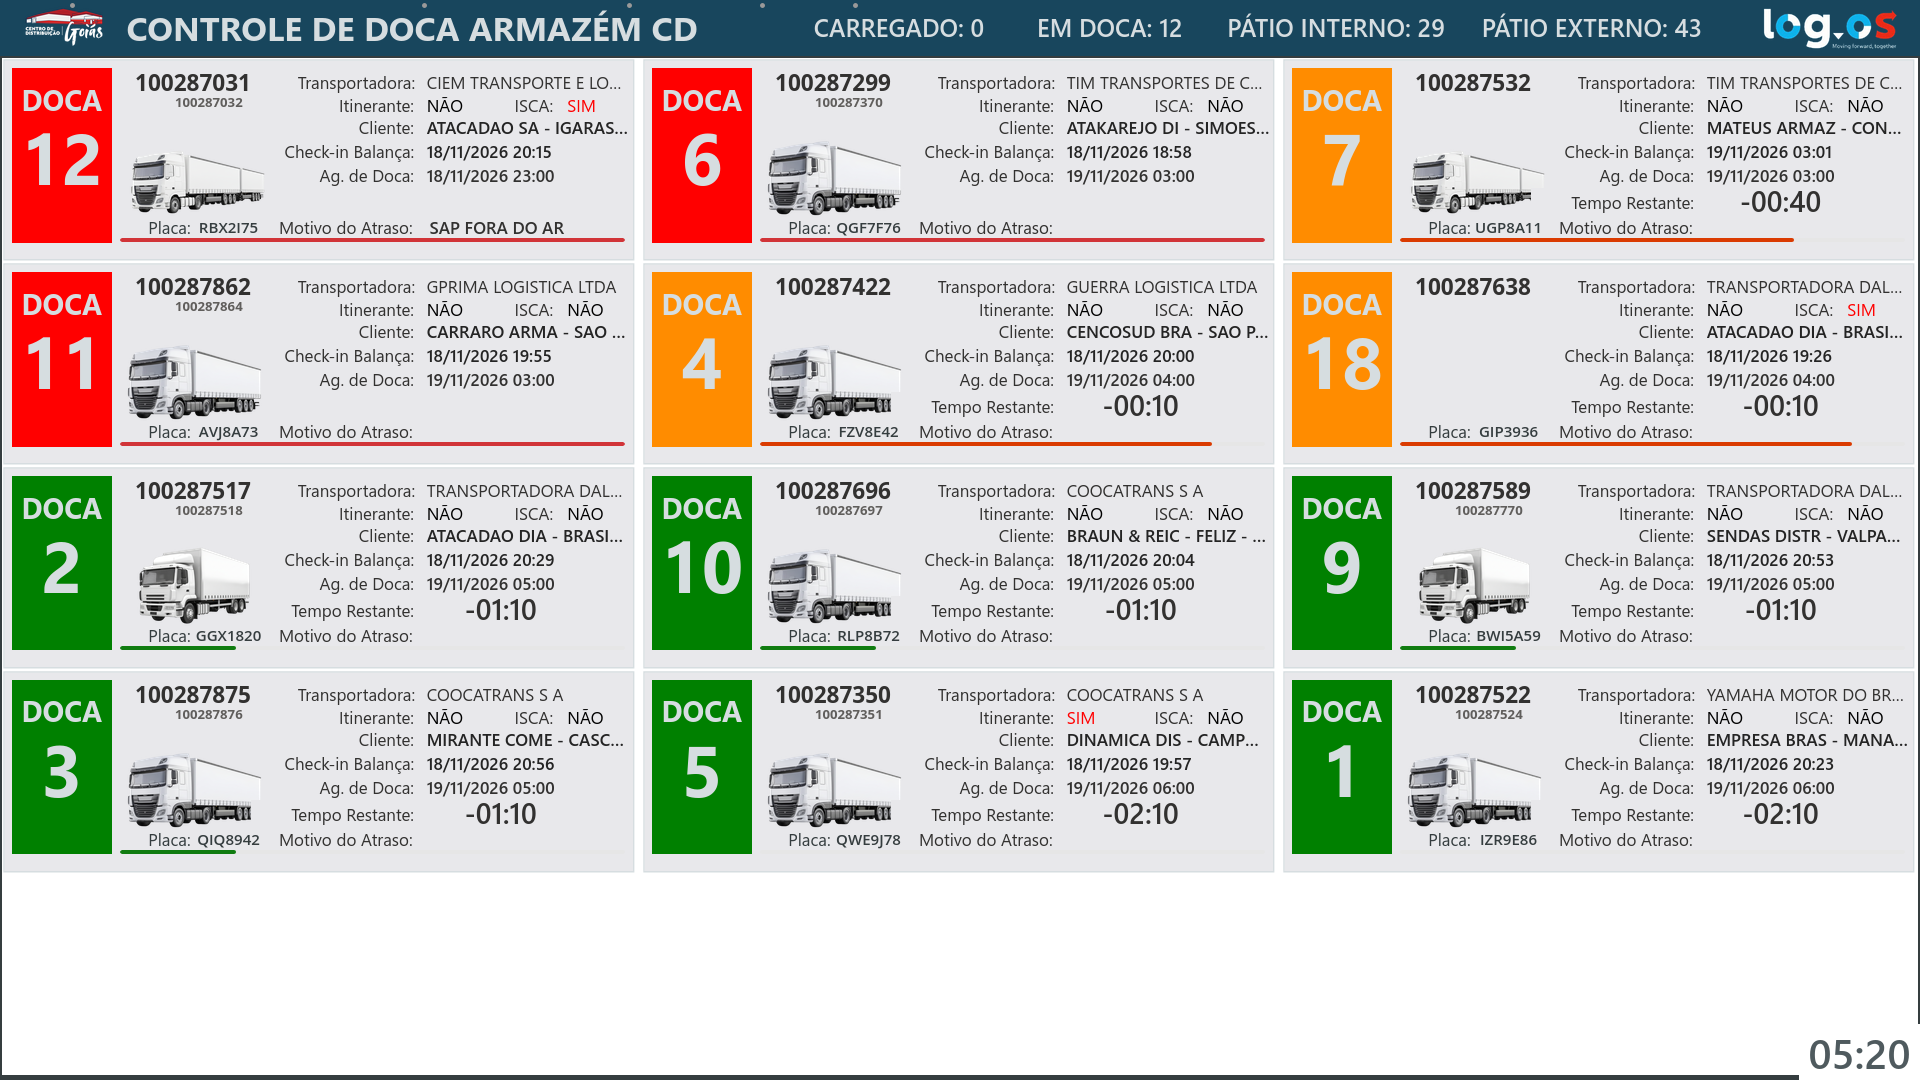 CENTRO DE DISTRIBUIÇÃO Goiás
CONTROLE DE DOCA ARMAZÉM CD
CARREGADO: 0
EM DOCA: 12
PÁTIO INTERNO: 29
PÁTIO EXTERNO: 43
log.os
Moving forward, together
DOCA 12
100287031
100287032
Transportadora: CIEM TRANSPORTE E LO...
Itinerante: NÃO ISCA: SIM
Cliente: ATACADAO SA - IGARAS...
Check-in Balança: 18/11/2026 20:15
Ag. de Doca: 18/11/2026 23:00
Placa: RBX2I75 Motivo do Atraso: SAP FORA DO AR
DOCA 6
100287299
100287370
Transportadora: TIM TRANSPORTES DE C...
Itinerante: NÃO ISCA: NÃO
Cliente: ATAKAREJO DI - SIMOES...
Check-in Balança: 18/11/2026 18:58
Ag. de Doca: 19/11/2026 03:00
Placa: QGF7F76 Motivo do Atraso:
DOCA 7
100287532
Transportadora: TIM TRANSPORTES DE C...
Itinerante: NÃO ISCA: NÃO
Cliente: MATEUS ARMAZ - CON...
Check-in Balança: 19/11/2026 03:01
Ag. de Doca: 19/11/2026 03:00
Tempo Restante: -00:40
Placa: UGP8A11 Motivo do Atraso:
DOCA 11
100287862
100287864
Transportadora: GPRIMA LOGISTICA LTDA
Itinerante: NÃO ISCA: NÃO
Cliente: CARRARO ARMA - SAO ...
Check-in Balança: 18/11/2026 19:55
Ag. de Doca: 19/11/2026 03:00
Placa: AVJ8A73 Motivo do Atraso:
DOCA 4
100287422
Transportadora: GUERRA LOGISTICA LTDA
Itinerante: NÃO ISCA: NÃO
Cliente: CENCOSUD BRA - SAO P...
Check-in Balança: 18/11/2026 20:00
Ag. de Doca: 19/11/2026 04:00
Tempo Restante: -00:10
Placa: FZV8E42 Motivo do Atraso:
DOCA 18
100287638
Transportadora: TRANSPORTADORA DAL...
Itinerante: NÃO ISCA: SIM
Cliente: ATACADAO DIA - BRASI...
Check-in Balança: 18/11/2026 19:26
Ag. de Doca: 19/11/2026 04:00
Tempo Restante: -00:10
Placa: GIP3936 Motivo do Atraso:
DOCA 2
100287517
100287518
Transportadora: TRANSPORTADORA DAL...
Itinerante: NÃO ISCA: NÃO
Cliente: ATACADAO DIA - BRASI...
Check-in Balança: 18/11/2026 20:29
Ag. de Doca: 19/11/2026 05:00
Tempo Restante: -01:10
Placa: GGX1820 Motivo do Atraso:
DOCA 10
100287696
100287697
Transportadora: COOCATRANS S A
Itinerante: NÃO ISCA: NÃO
Cliente: BRAUN & REIC - FELIZ - ...
Check-in Balança: 18/11/2026 20:04
Ag. de Doca: 19/11/2026 05:00
Tempo Restante: -01:10
Placa: RLP8B72 Motivo do Atraso:
DOCA 9
100287589
100287770
Transportadora: TRANSPORTADORA DAL...
Itinerante: NÃO ISCA: NÃO
Cliente: SENDAS DISTR - VALPA...
Check-in Balança: 18/11/2026 20:53
Ag. de Doca: 19/11/2026 05:00
Tempo Restante: -01:10
Placa: BWI5A59 Motivo do Atraso:
DOCA 3
100287875
100287876
Transportadora: COOCATRANS S A
Itinerante: NÃO ISCA: NÃO
Cliente: MIRANTE COME - CASC...
Check-in Balança: 18/11/2026 20:56
Ag. de Doca: 19/11/2026 05:00
Tempo Restante: -01:10
Placa: QIQ8942 Motivo do Atraso:
DOCA 5
100287350
100287351
Transportadora: COOCATRANS S A
Itinerante: SIM ISCA: NÃO
Cliente: DINAMICA DIS - CAMP...
Check-in Balança: 18/11/2026 19:57
Ag. de Doca: 19/11/2026 06:00
Tempo Restante: -02:10
Placa: QWE9J78 Motivo do Atraso:
DOCA 1
100287522
100287524
Transportadora: YAMAHA MOTOR DO BR...
Itinerante: NÃO ISCA: NÃO
Cliente: EMPRESA BRAS - MANA...
Check-in Balança: 18/11/2026 20:23
Ag. de Doca: 19/11/2026 06:00
Tempo Restante: -02:10
Placa: IZR9E86 Motivo do Atraso:
05:20